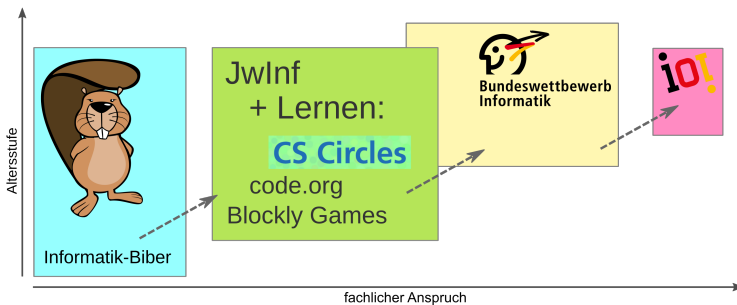 Altersstufe
Informatik-Biber
JwInf
+ Lernen:
CS Circles
code.org
Blockly Games
Bundeswettbewerb
Informatik
io!
fachlicher Anspruch